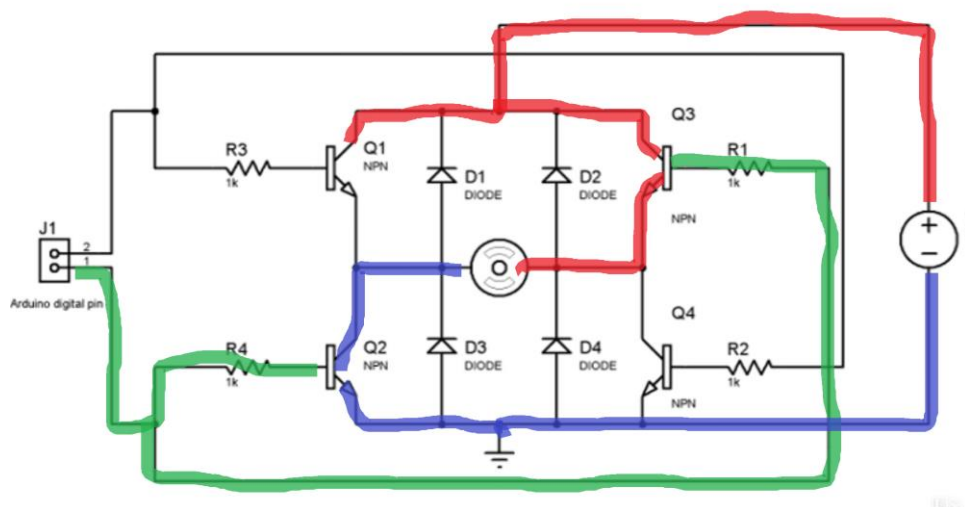 Q3
Q1
NPN
R3
1k
R1
1k
D1
DIODE
D2
DIODE
NPN
J1
2
1
Arduino digital pin
+
−
Q4
R4
1k
Q2
NPN
D3
DIODE
D4
DIODE
R2
1k
NPN